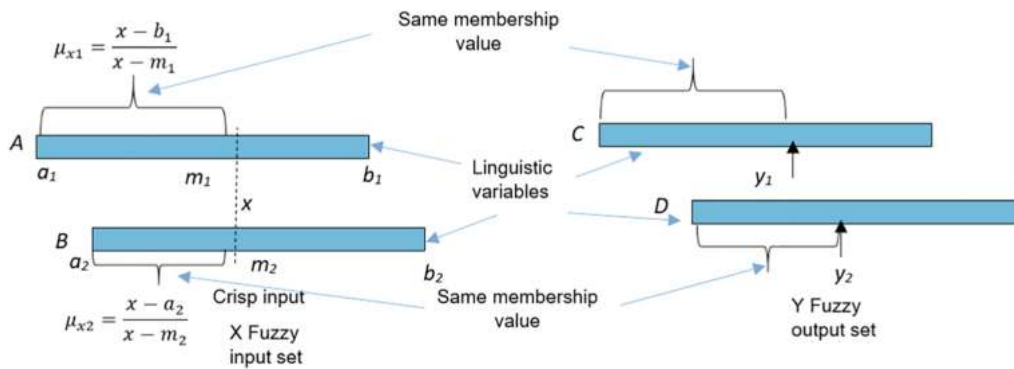 Same membership
value
μx1 = (x − b1)/(x − m1)
A
a1 m1 b1
C
y1
Linguistic
variables
x
B
a2 m2 b2
D
y2
μx2 = (x − a2)/(x − m2)
Crisp input
X Fuzzy
input set
Same membership
value
Y Fuzzy
output set